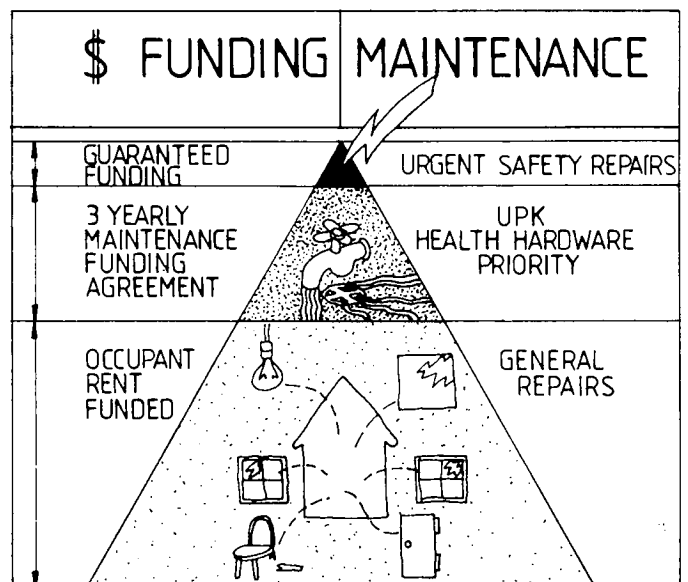 $ FUNDING
MAINTENANCE
GUARANTEED
FUNDING
URGENT SAFETY REPAIRS
3 YEARLY
MAINTENANCE
FUNDING
AGREEMENT
UPK
HEALTH HARDWARE
PRIORITY
OCCUPANT
RENT
FUNDED
GENERAL
REPAIRS